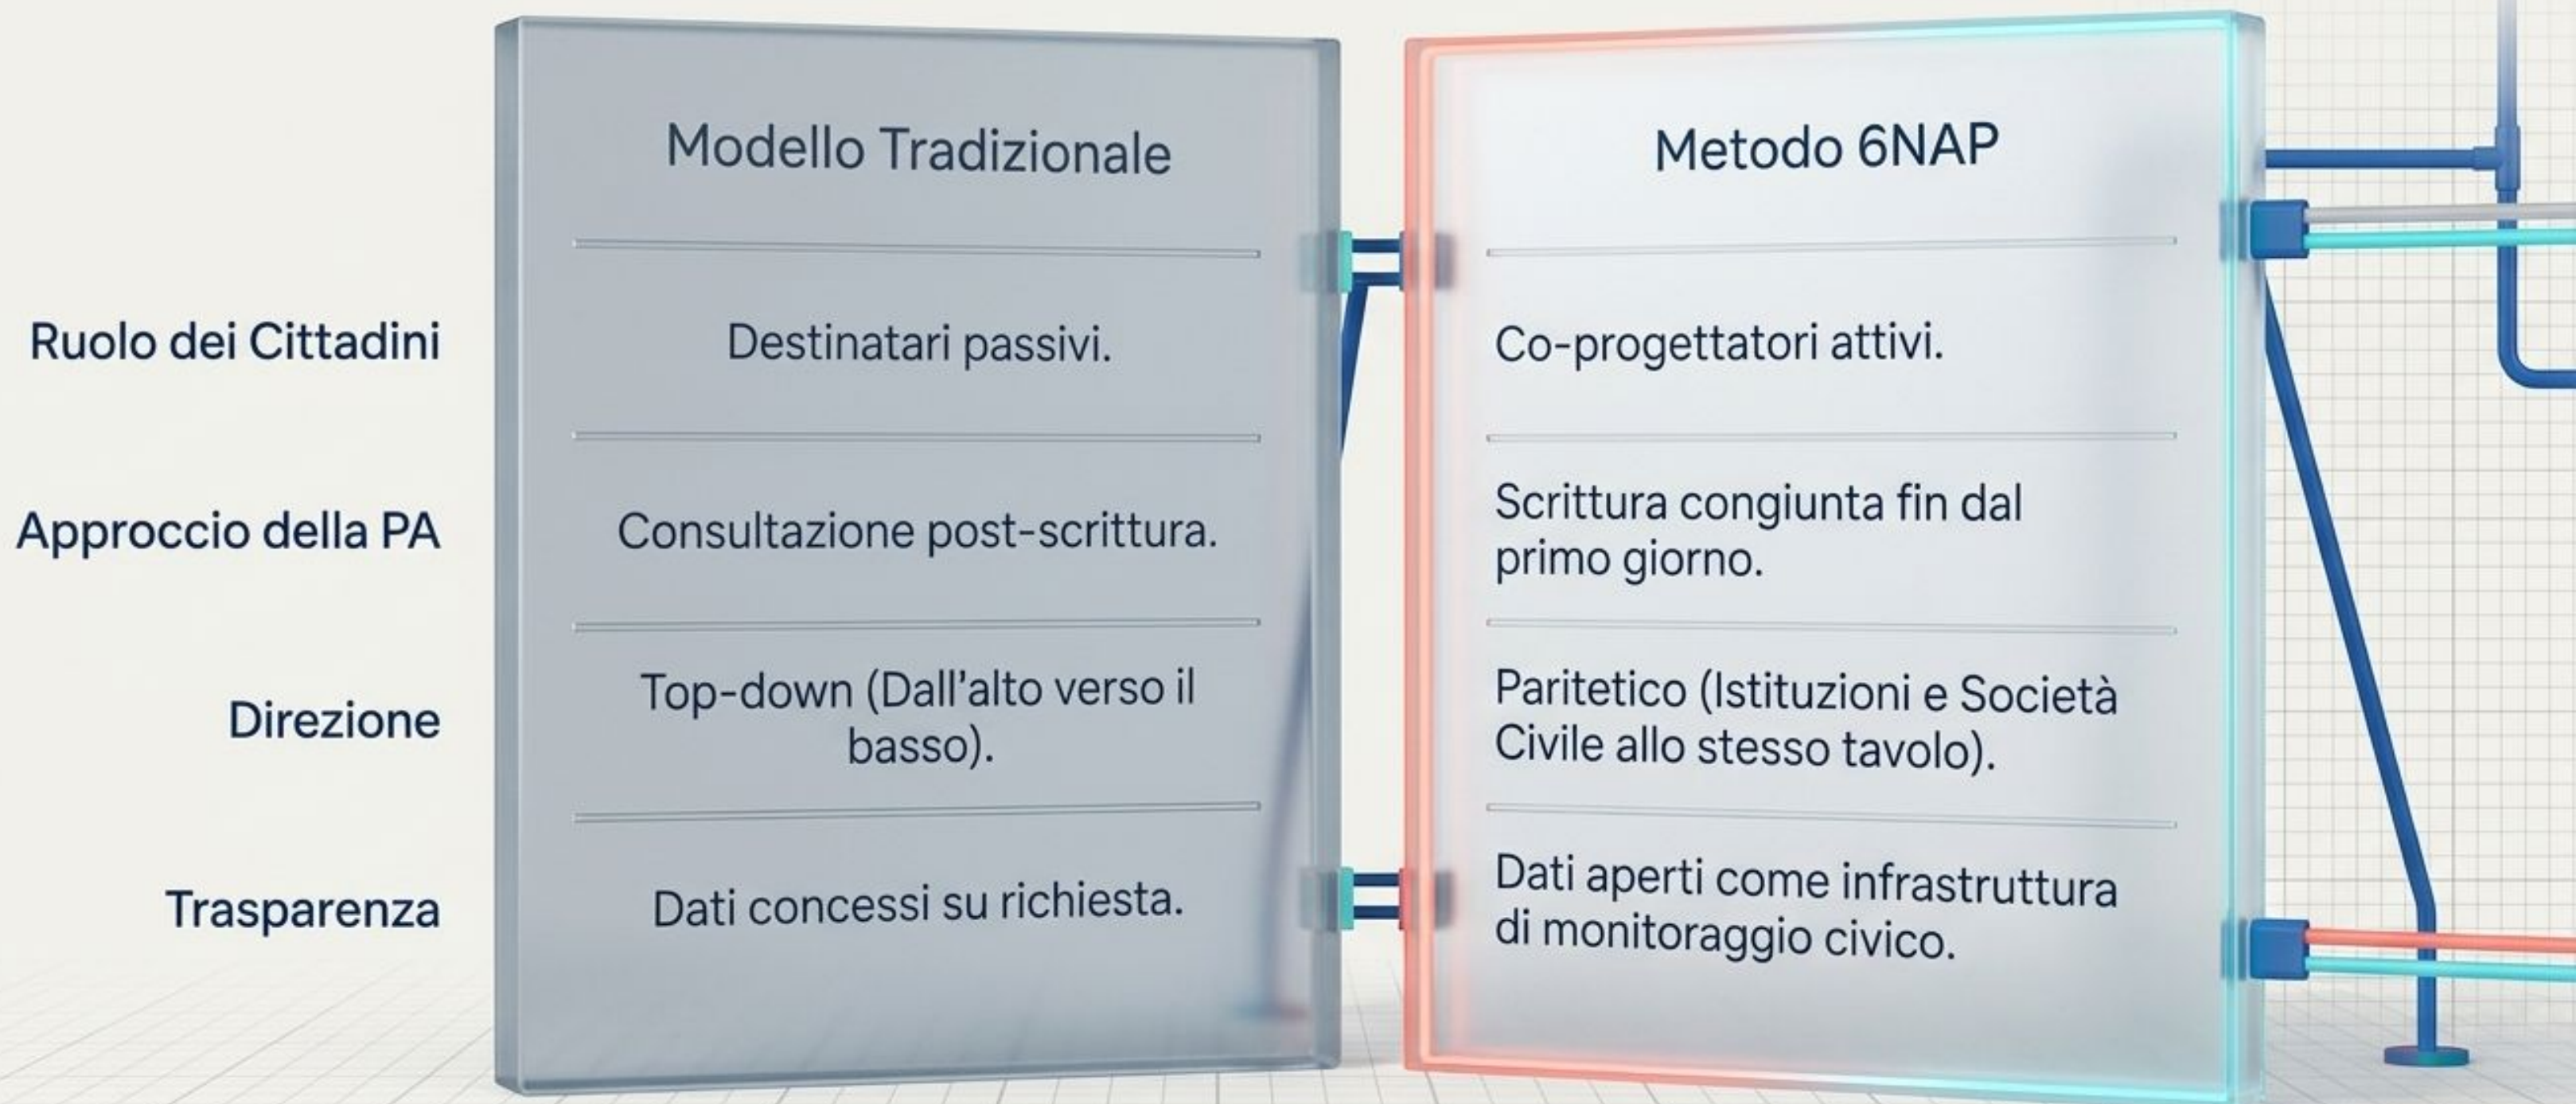 Modello Tradizionale
Metodo 6NAP
Ruolo dei Cittadini
Destinatari passivi.
Co-progettatori attivi.
Approccio della PA
Consultazione post-scrittura.
Scrittura congiunta fin dal
primo giorno.
Direzione
Top-down (Dall'alto verso il
basso).
Paritetico (Istituzioni e Società
Civile allo stesso tavolo).
Trasparenza
Dati concessi su richiesta.
Dati aperti come infrastruttura
di monitoraggio civico.